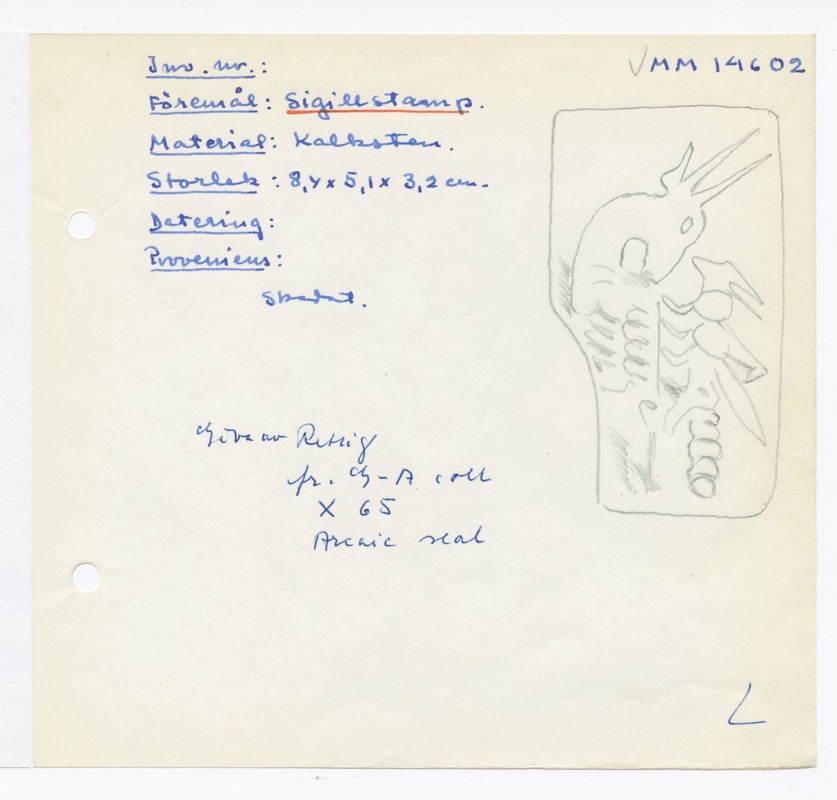 MM 14602
Inv. nr.:
Föremål: Sigillstamp.
Material: Kalksten.
Storlek: 8,4 x 5,1 x 3,2 cm.
Datering:
Proveniens:
Skadat.
Gåva av Rettig
fr. G-A coll
X 65
Arcaic seal
L